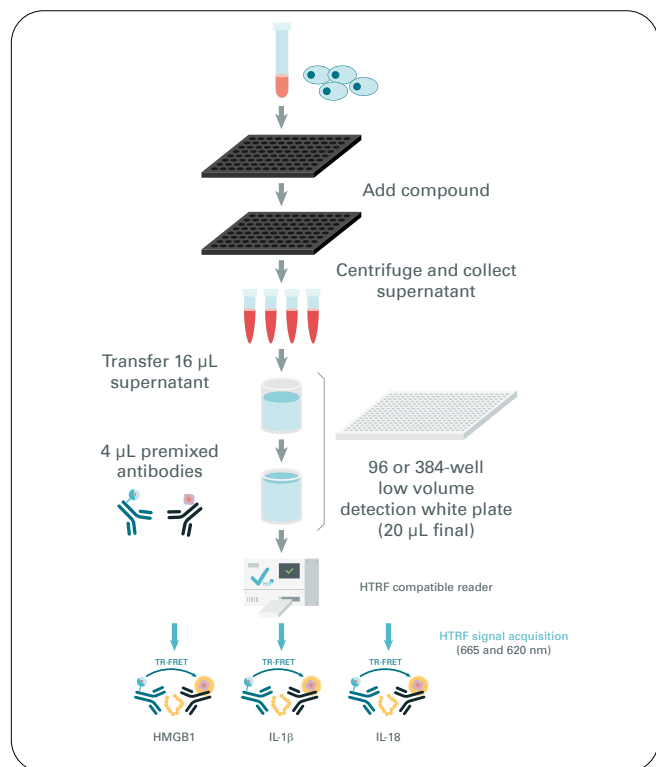 Add compound
Centrifuge and collect
supernatant
Transfer 16 µL
supernatant
4 µL premixed
antibodies
96 or 384-well
low volume
detection white plate
(20 µL final)
HTRF compatible reader
HTRF signal acquisition
(665 and 620 nm)
TR-FRET
TR-FRET
TR-FRET
HMGB1
IL-1β
IL-18